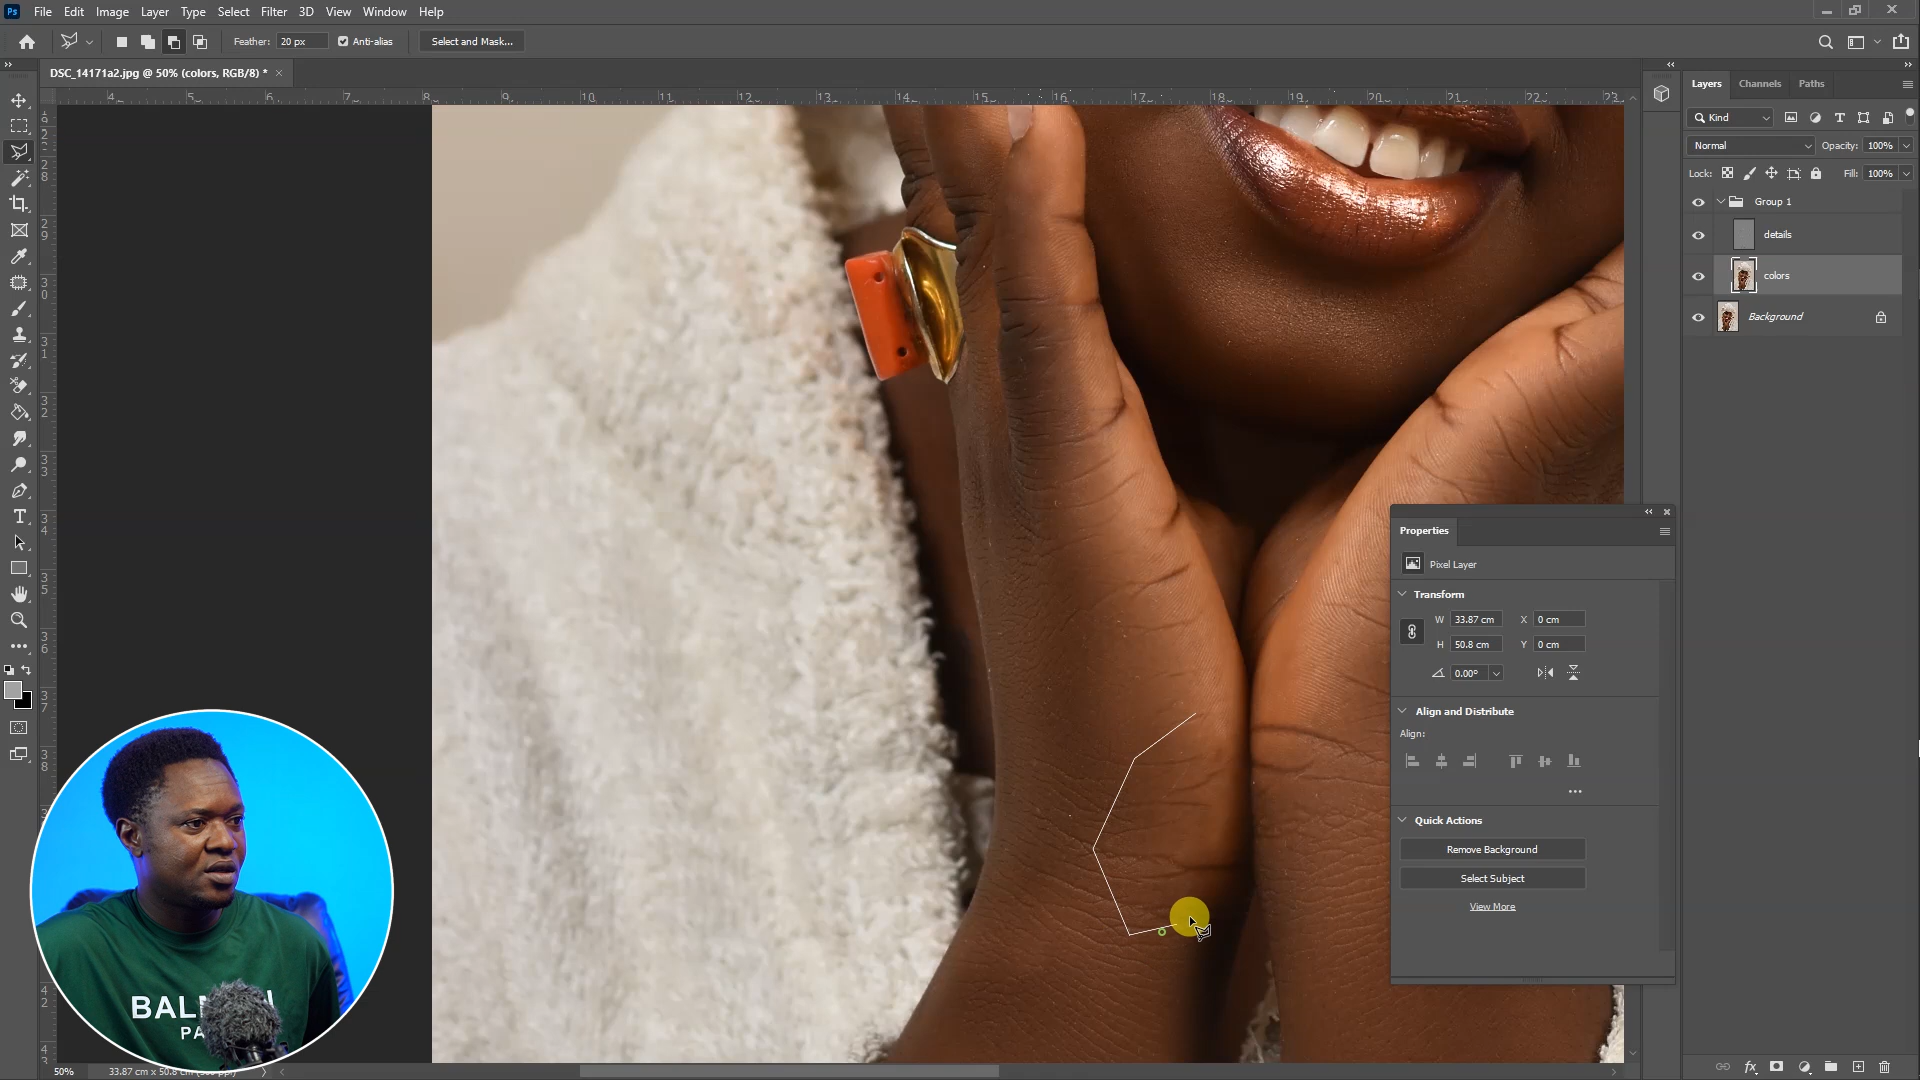 Ps File Edit Image Layer Type Select Filter 3D View Window Help
Feather: 20 px Anti-alias Select and Mask...
DSC_14171a2.jpg @ 50% (colors, RGB/8) * ×
Layers Channels Paths
Kind
Normal Opacity: 100%
Lock: Fill: 100%
Group 1
details
colors
Background
Properties
Pixel Layer
Transform
W 33.87 cm X 0 cm
H 50.8 cm Y 0 cm
0.00°
Align and Distribute
Align:
Quick Actions
Remove Background
Select Subject
View More
50% 33.87 cm x 50.8 cm